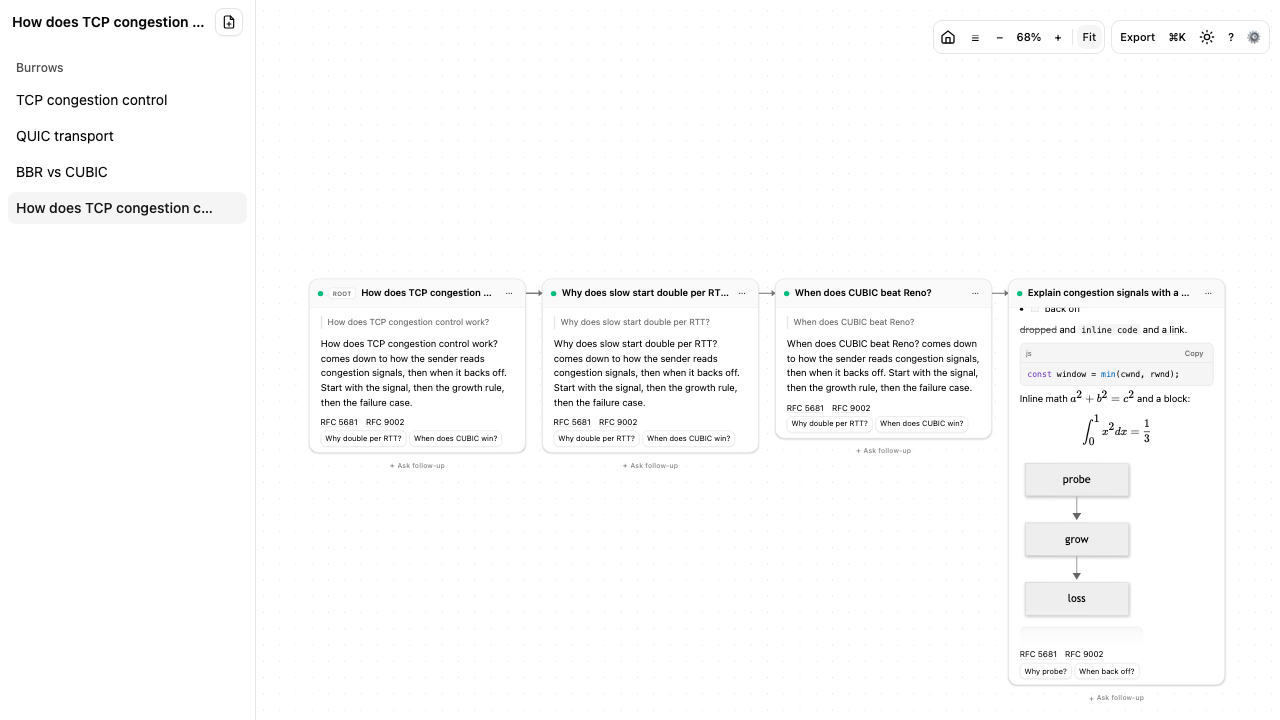 How does TCP congestion ...
Burrows
TCP congestion control
QUIC transport
BBR vs CUBIC
How does TCP congestion c...
68%
Fit
Export
⌘K
?
ROOT How does TCP congestion ...
How does TCP congestion control work?
How does TCP congestion control work?
comes down to how the sender reads
congestion signals, then when it backs off.
Start with the signal, then the growth rule,
then the failure case.
RFC 5681 RFC 9002
Why double per RTT? When does CUBIC win?
+ Ask follow-up
Why does slow start double per RT...
Why does slow start double per RTT?
Why does slow start double per RTT?
comes down to how the sender reads
congestion signals, then when it backs off.
Start with the signal, then the growth rule,
then the failure case.
RFC 5681 RFC 9002
Why double per RTT? When does CUBIC win?
+ Ask follow-up
When does CUBIC beat Reno?
When does CUBIC beat Reno?
When does CUBIC beat Reno? comes down
to how the sender reads congestion signals,
then when it backs off. Start with the signal,
then the growth rule, then the failure case.
RFC 5681 RFC 9002
Why double per RTT? When does CUBIC win?
+ Ask follow-up
Explain congestion signals with a ...
back off
dropped and inline code and a link.
js Copy
const window = min(cwnd, rwnd);
Inline math a² + b² = c² and a block:
∫₀¹ x² dx = 1/3
probe
grow
loss
RFC 5681 RFC 9002
Why probe? When back off?
+ Ask follow-up